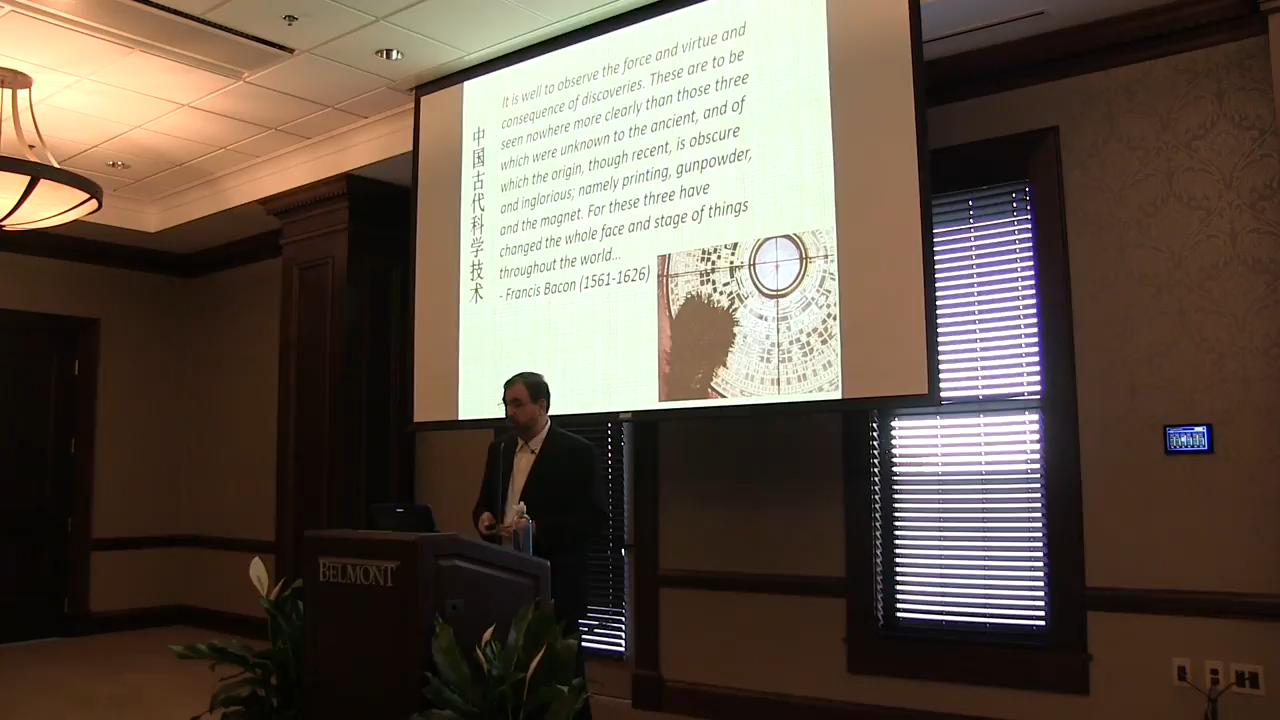 It is well to observe the force and virtue and
consequence of discoveries. These are to be
seen nowhere more clearly than those three
which were unknown to the ancient, and of
which the origin, though recent, is obscure
and inglorious; namely printing, gunpowder,
and the magnet. For these three have
changed the whole face and stage of things
throughout the world...
- Francis Bacon (1561-1626)
中国古代科学技术
BELMONT